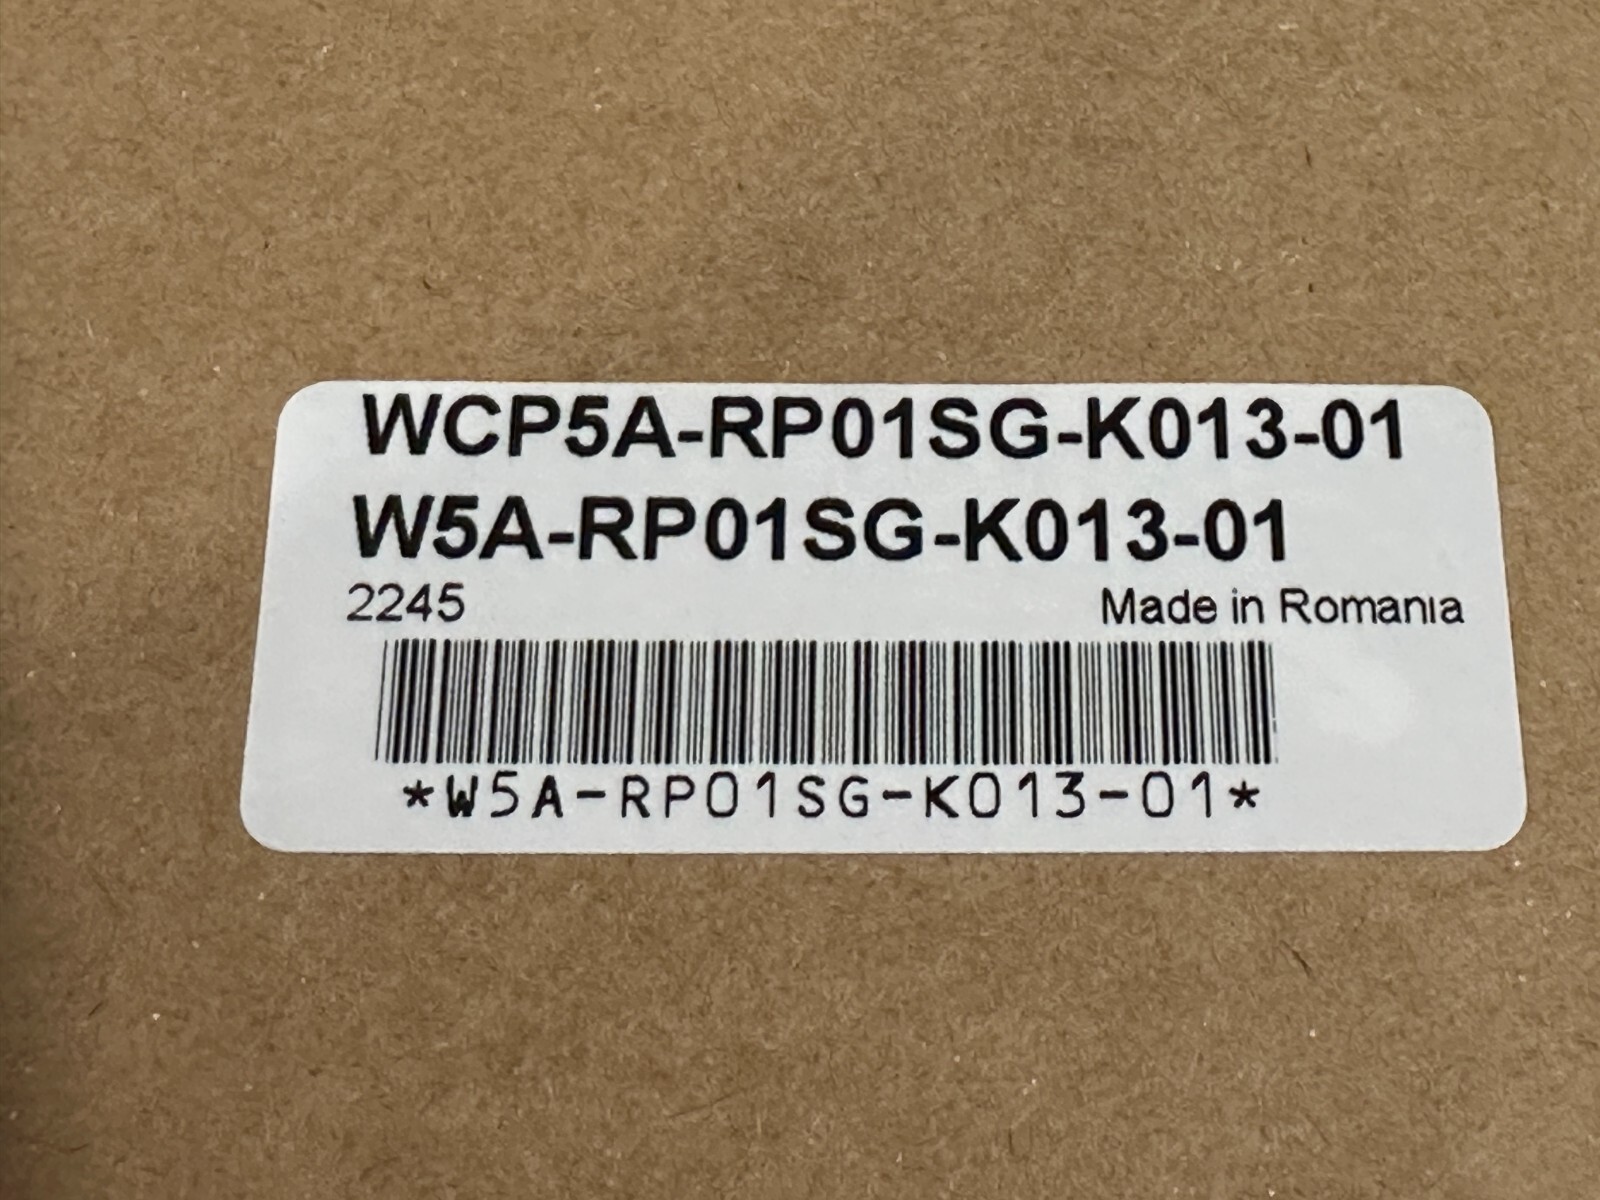 WCP5A-RP01SG-K013-01
W5A-RP01SG-K013-01
2245 Made in Romania
*W5A-RP01SG-K013-01*